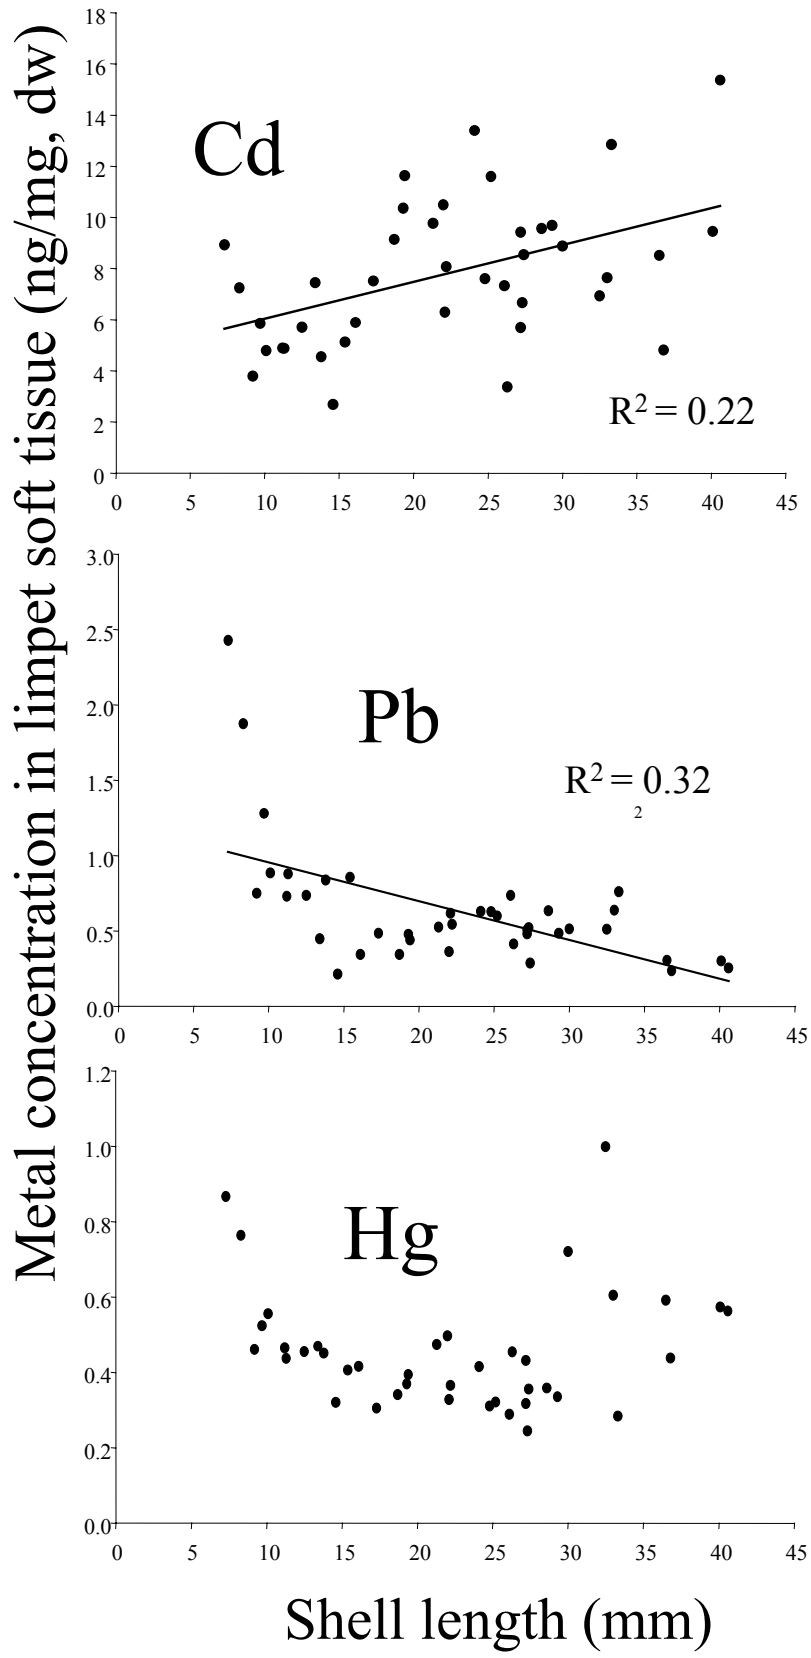 Metal concentration in limpet soft tissue (ng/mg, dw)
18
16
14
12
10
8
6
4
2
0
Cd
R2 = 0.22
0 5 10 15 20 25 30 35 40 45
3.0
2.5
2.0
1.5
1.0
0.5
0.0
Pb
R2 = 0.32
2
0 5 10 15 20 25 30 35 40 45
1.2
1.0
0.8
0.6
0.4
0.2
0.0
Hg
0 5 10 15 20 25 30 35 40 45
Shell length (mm)